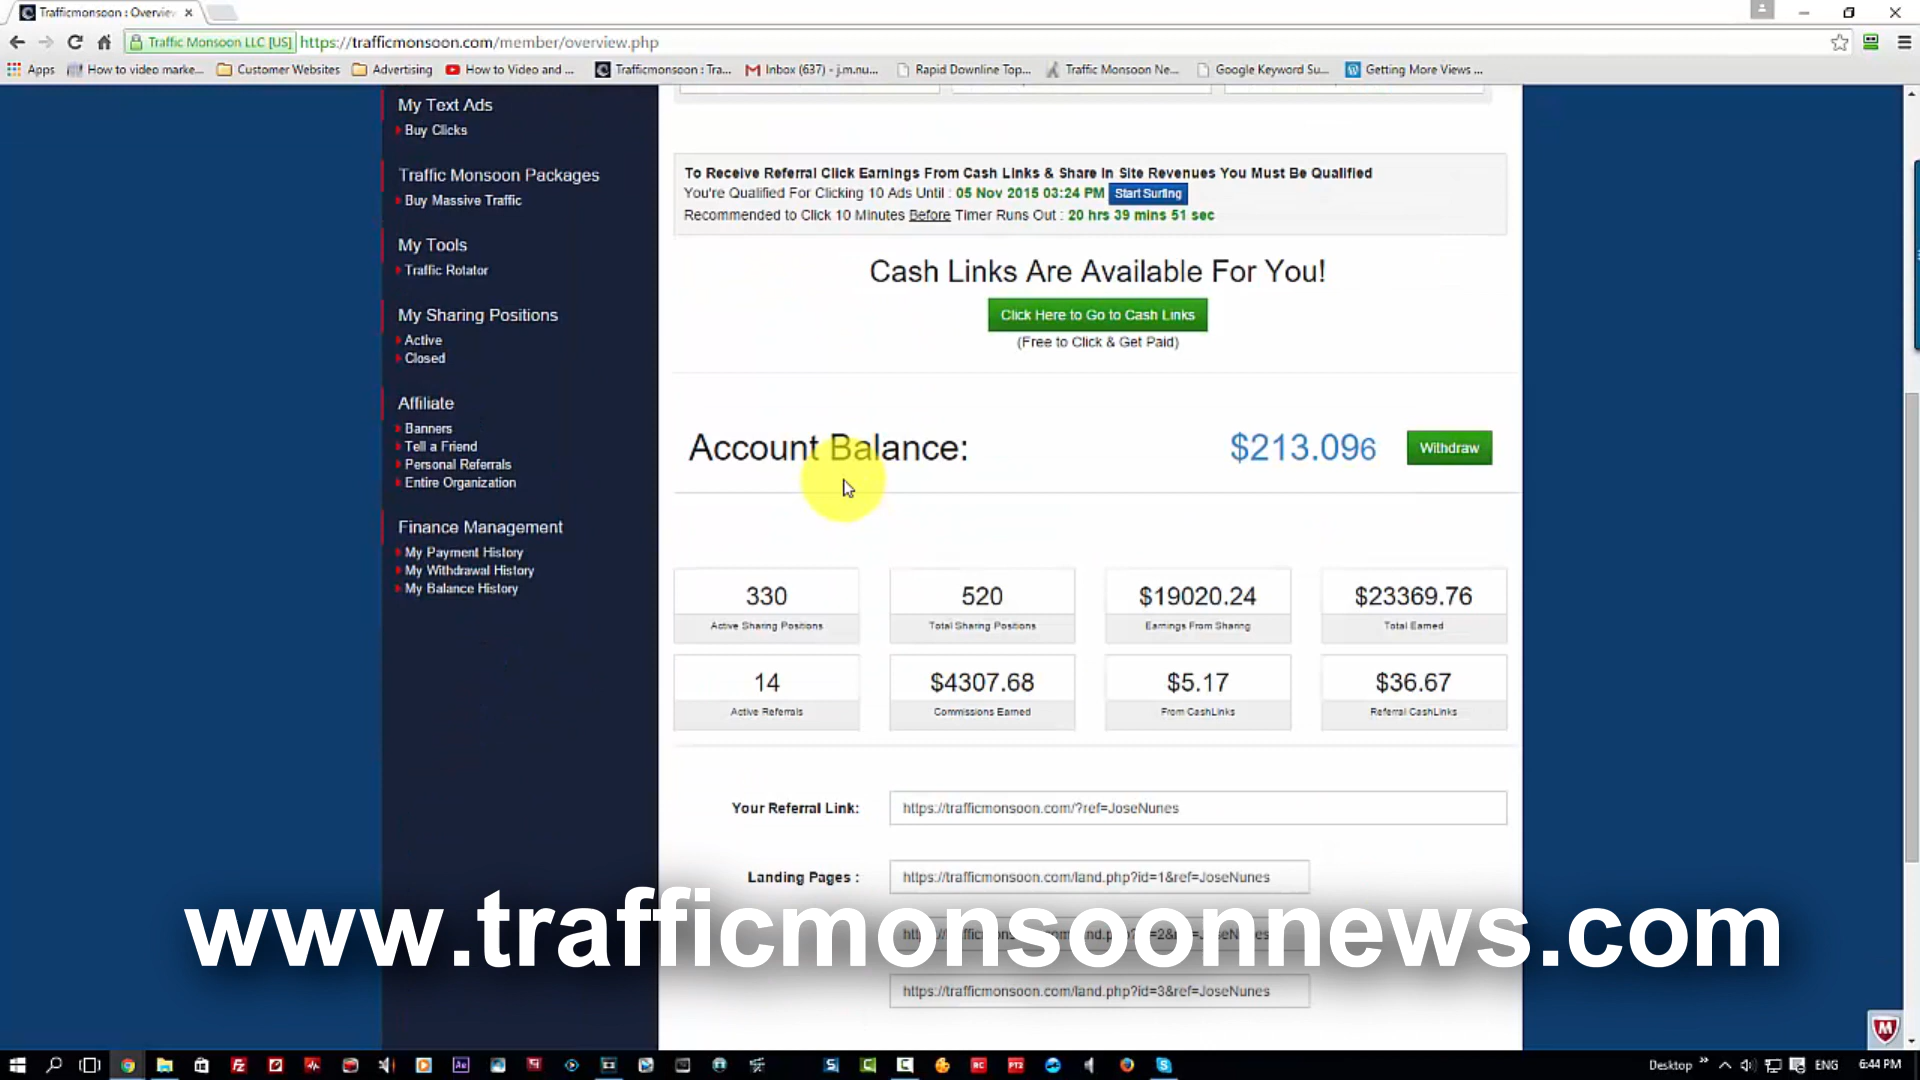 Trafficmonsoon : Overvie
Traffic Monsoon LLC [US] https://trafficmonsoon.com/member/overview.php
Apps How to video marke... Customer Websites Advertising How to Video and ... Trafficmonsoon : Tra... Inbox (637) - j.m.nu... Rapid Downline Top... Traffic Monsoon Ne... Google Keyword Su... Getting More Views ...
My Text Ads
Buy Clicks
Traffic Monsoon Packages
Buy Massive Traffic
My Tools
Traffic Rotator
My Sharing Positions
Active
Closed
Affiliate
Banners
Tell a Friend
Personal Referrals
Entire Organization
Finance Management
My Payment History
My Withdrawal History
My Balance History
To Receive Referral Click Earnings From Cash Links & Share In Site Revenues You Must Be Qualified
You're Qualified For Clicking 10 Ads Until : 05 Nov 2015 03:24 PM Start Surfing
Recommended to Click 10 Minutes Before Timer Runs Out : 20 hrs 39 mins 51 sec
Cash Links Are Available For You!
Click Here to Go to Cash Links
(Free to Click & Get Paid)
Account Balance: $213.096 Withdraw
330 520 $19020.24 $23369.76
Active Sharing Positions Total Sharing Positions Earnings From Sharing Total Earned
14 $4307.68 $5.17 $36.67
Active Referrals Commissions Earned From CashLinks Referral CashLinks
Your Referral Link: https://trafficmonsoon.com/?ref=JoseNunes
Landing Pages : https://trafficmonsoon.com/land.php?id=1&ref=JoseNunes
www.trafficmonsoonnews.com
https://trafficmonsoon.com/land.php?id=3&ref=JoseNunes
Desktop ENG 6:44 PM